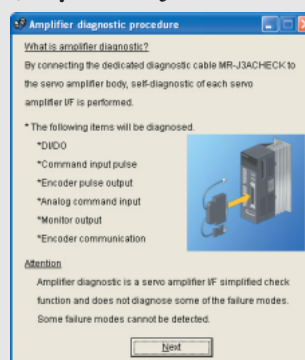 Amplifier diagnostic procedure
What is amplifier diagnostic?
By connecting the dedicated diagnostic cable MR-J3ACHECK to
the servo amplifier body, self-diagnostic of each servo
amplifier I/F is performed.
* The following items will be diagnosed.
*DI/DO
*Command input pulse
*Encoder pulse output
*Analog command input
*Monitor output
*Encoder communication
Attention
Amplifier diagnostic is a servo amplifier I/F simplified check
function and does not diagnose some of the failure modes.
Some failure modes cannot be detected.
Next